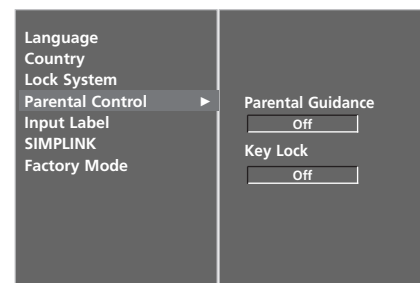 Language
Country
Lock System
Parental Control ►
Input Label
SIMPLINK
Factory Mode
Parental Guidance
Off
Key Lock
Off